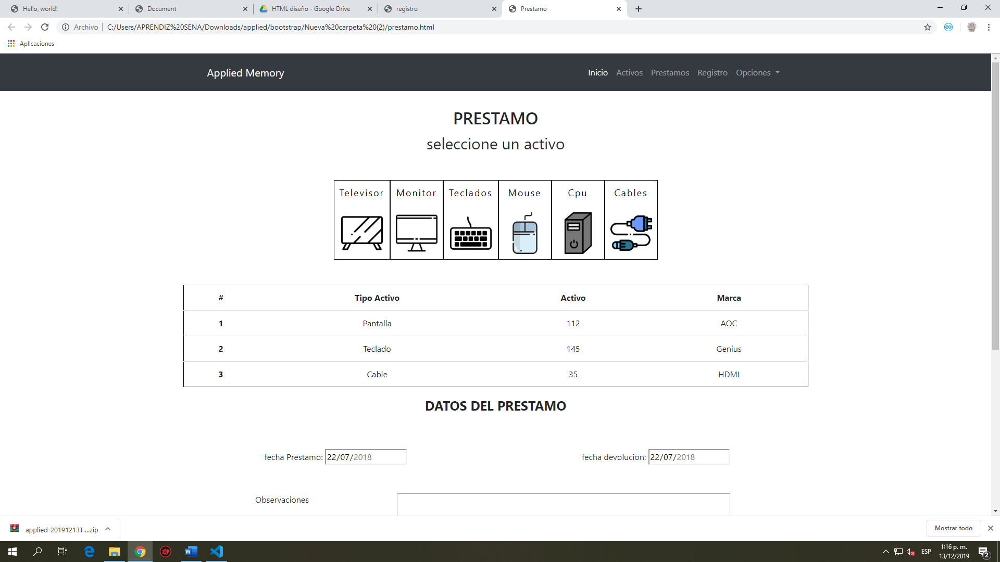 Hello, world!
Document
HTML diseño - Google Drive
registro
Prestamo
Archivo
C:/Users/APRENDIZ%20SENA/Downloads/applied/bootstrap/Nueva%20carpeta%20(2)/prestamo.html
Aplicaciones
Applied Memory
Inicio Activos Prestamos Registro Opciones
PRESTAMO
seleccione un activo
Televisor Monitor Teclados Mouse Cpu Cables
# Tipo Activo Activo Marca
1 Pantalla 112 AOC
2 Teclado 145 Genius
3 Cable 35 HDMI
DATOS DEL PRESTAMO
fecha Prestamo: 22/07/2018 fecha devolucion: 22/07/2018
Observaciones
applied-20191213T....zip
Mostrar todo
ESP
1:16 p. m.
13/12/2019
2